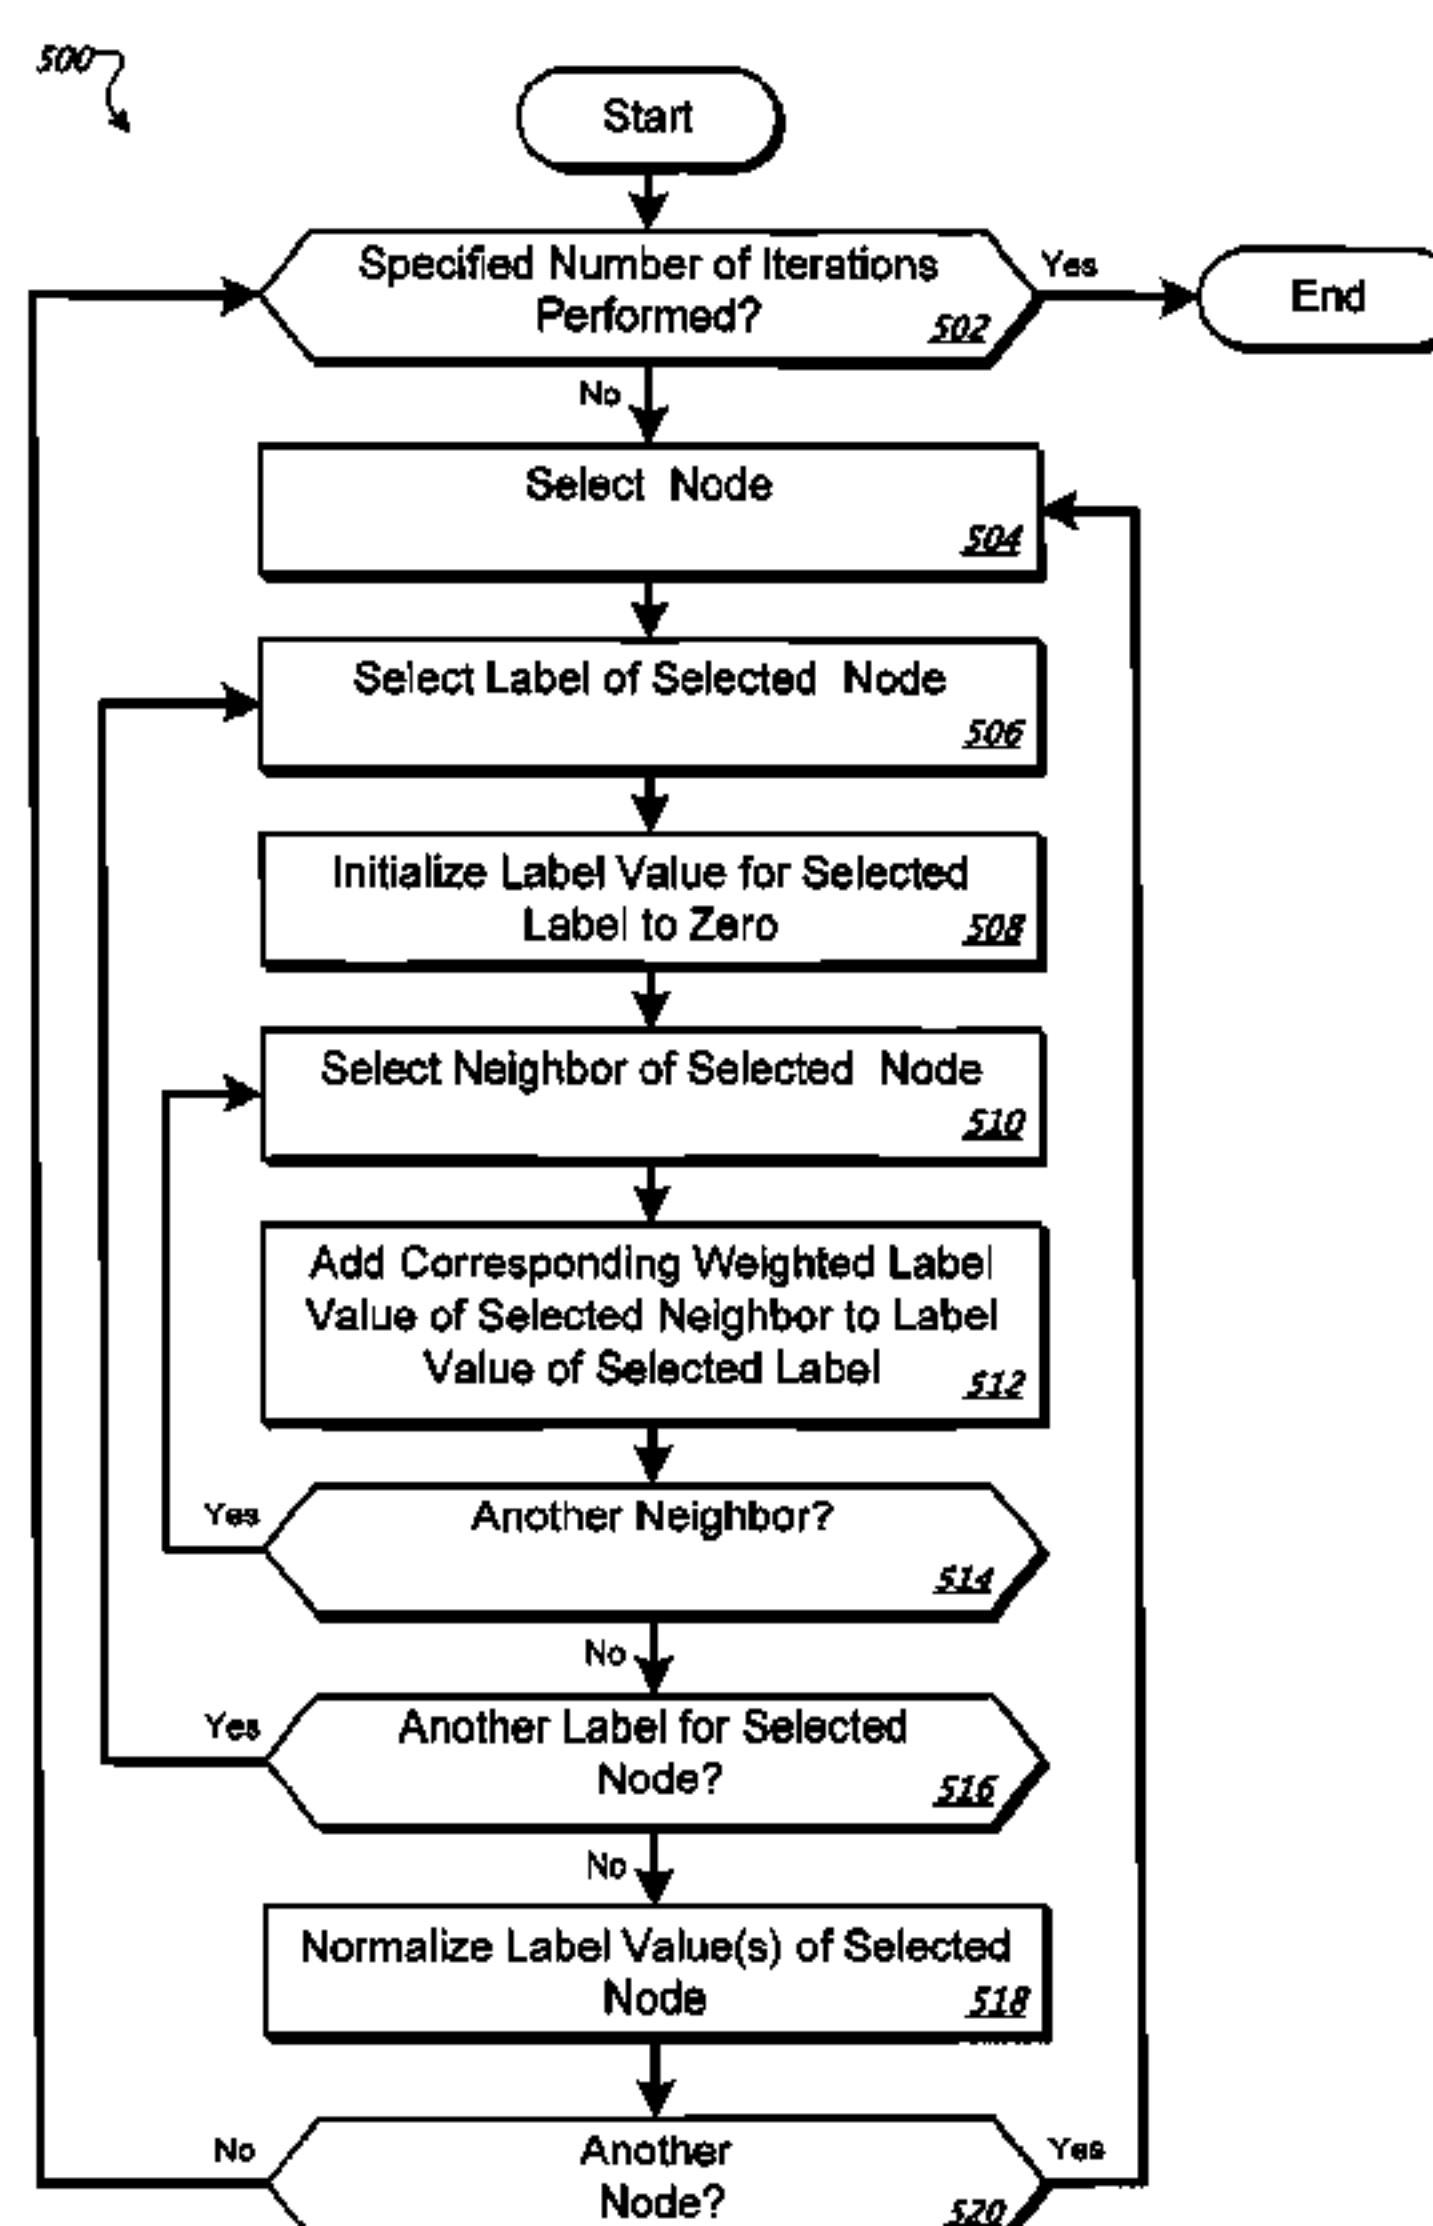 500
Start
Specified Number of Iterations
Performed?
502
Yes
End
No
Select Node
504
Select Label of Selected Node
506
Initialize Label Value for Selected
Label to Zero
508
Select Neighbor of Selected Node
510
Add Corresponding Weighted Label
Value of Selected Neighbor to Label
Value of Selected Label
512
Yes
Another Neighbor?
514
No
Yes
Another Label for Selected
Node?
516
No
Normalize Label Value(s) of Selected
Node
518
No
Another
Node?
520
Yes